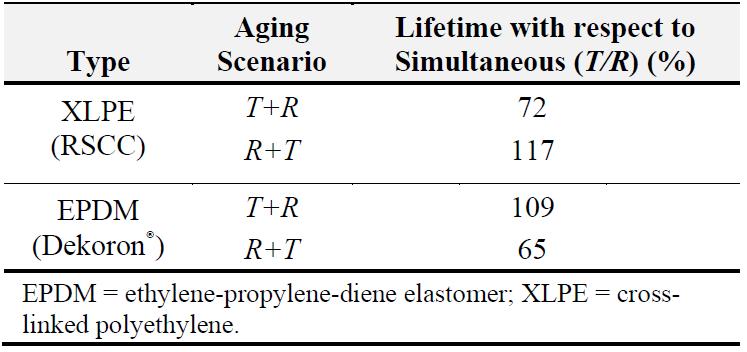 Type Aging Scenario Lifetime with respect to Simultaneous (T/R) (%)
XLPE (RSCC) T+R 72
R+T 117
EPDM (Dekoron®) T+R 109
R+T 65
EPDM = ethylene-propylene-diene elastomer; XLPE = cross-
linked polyethylene.